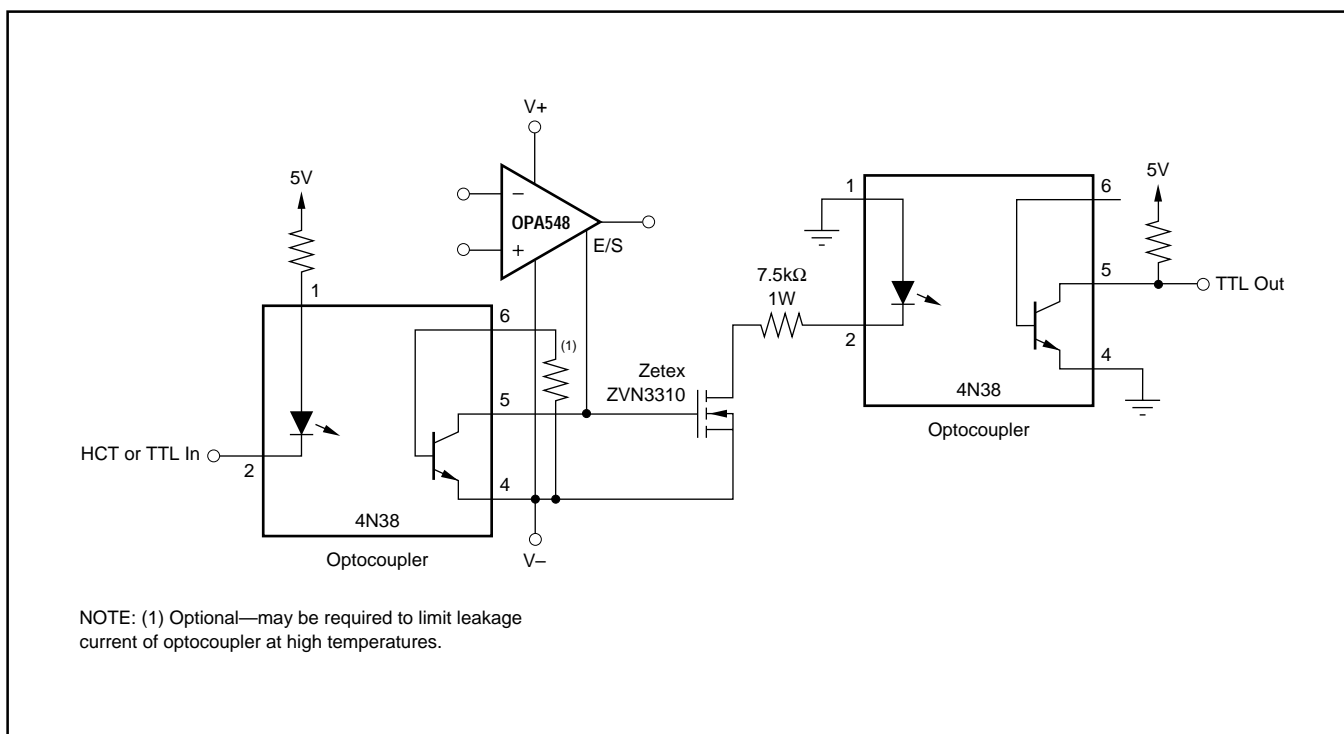 V+
5V
−
OPA548
+
E/S
1
6
(1)
5
2
4
HCT or TTL In
4N38
Optocoupler
V–
Zetex
ZVN3310
7.5kΩ
1W
1
2
6
5V
5
TTL Out
4
4N38
Optocoupler
NOTE: (1) Optional—may be required to limit leakage
current of optocoupler at high temperatures.